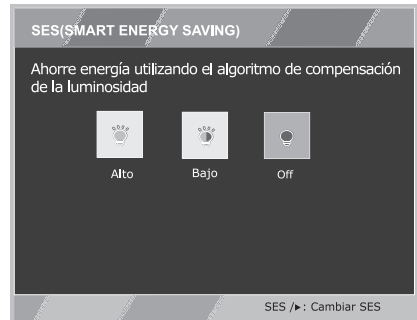 SES(SMART ENERGY SAVING)
Ahorre energía utilizando el algoritmo de compensación
de la luminosidad
Alto Bajo Off
SES /►: Cambiar SES